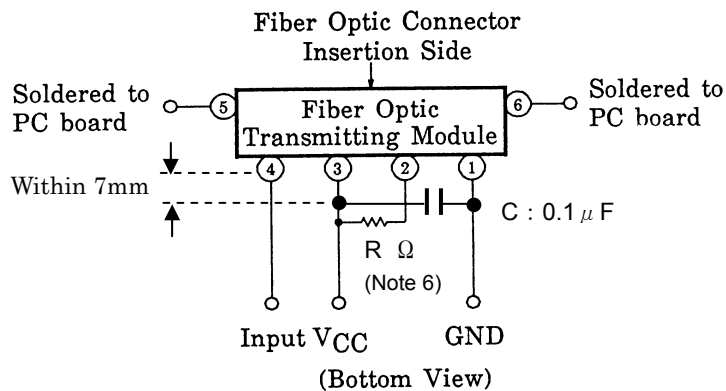 Fiber Optic Connector
Insertion Side
Soldered to
PC board
5
Fiber Optic
Transmitting Module
6
Soldered to
PC board
4
3
2
1
Within 7mm
C : 0.1 μ F
R Ω
(Note 6)
Input VCC
GND
(Bottom View)